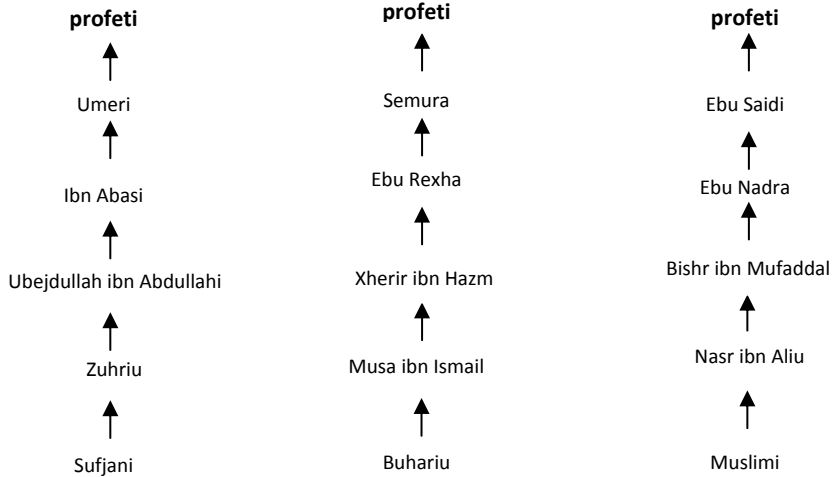 profeti
Umeri
Ibn Abasi
Ubejdullah ibn Abdullahi
Zuhriu
Sufjani
profeti
Semura
Ebu Rexha
Xherir ibn Hazm
Musa ibn Ismail
Buhariu
profeti
Ebu Saidi
Ebu Nadra
Bishr ibn Mufaddal
Nasr ibn Aliu
Muslimi